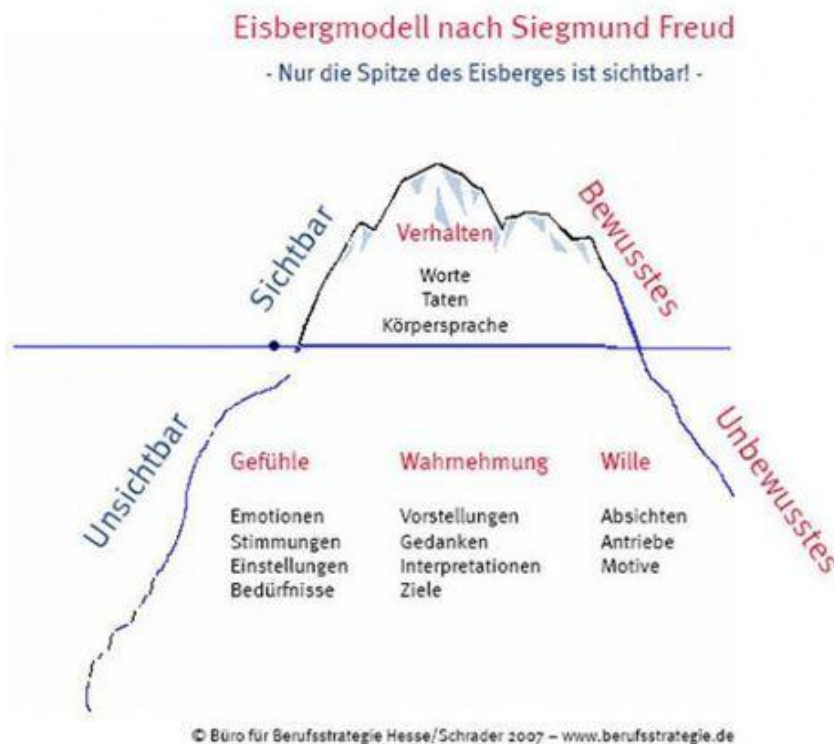 Eisbergmodell nach Siegmund Freud
- Nur die Spitze des Eisberges ist sichtbar! -
Sichtbar
Bewusstes
Verhalten
Worte
Taten
Körpersprache
Unsichtbar
Unbewusstes
Gefühle
Emotionen
Stimmungen
Einstellungen
Bedürfnisse
Wahrnehmung
Vorstellungen
Gedanken
Interpretationen
Ziele
Wille
Absichten
Antriebe
Motive
© Büro für Berufsstrategie Hesse/Schrader 2007 – www.berufsstrategie.de